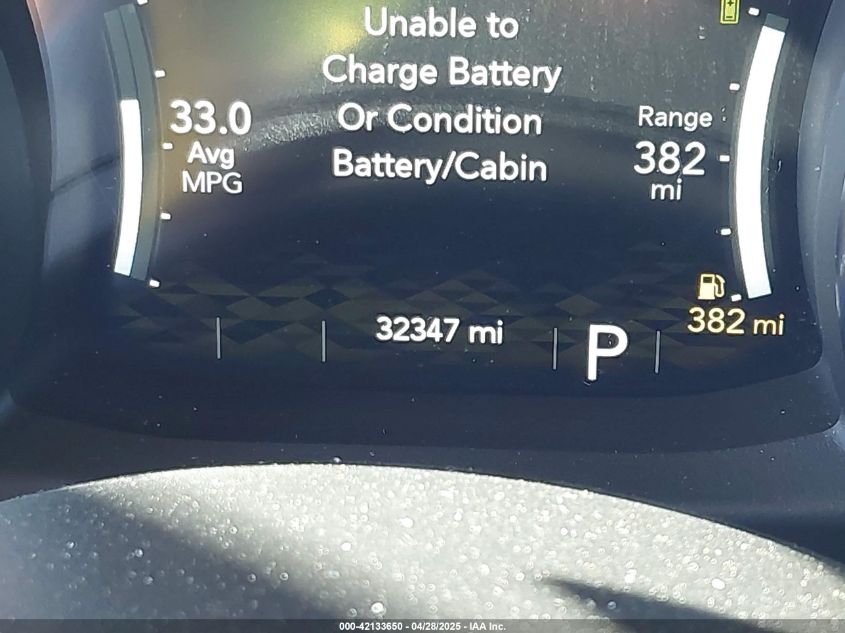 Unable to
Charge Battery
Or Condition
Battery/Cabin
33.0
Avg
MPG
Range
382
mi
32347 mi
P
382 mi
000-42133650 - 04/28/2025 - IAA Inc.